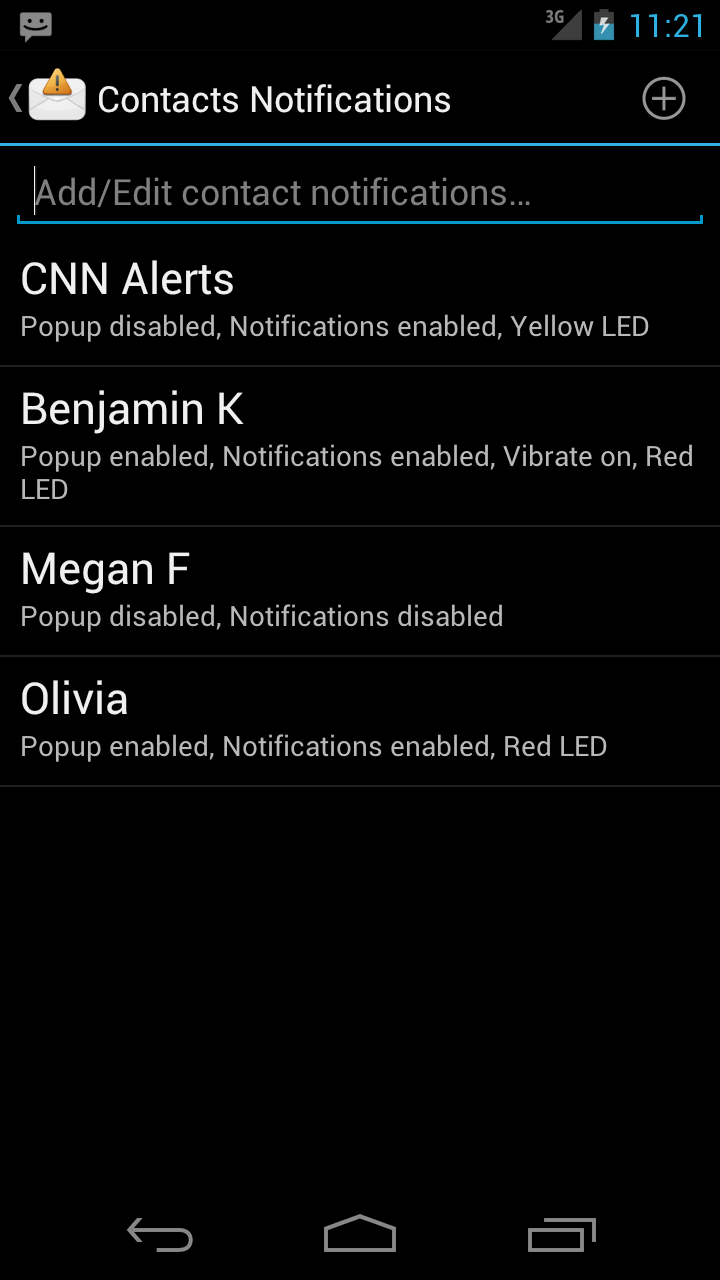 3G 11:21
Contacts Notifications
Add/Edit contact notifications...
CNN Alerts
Popup disabled, Notifications enabled, Yellow LED
Benjamin K
Popup enabled, Notifications enabled, Vibrate on, Red
LED
Megan F
Popup disabled, Notifications disabled
Olivia
Popup enabled, Notifications enabled, Red LED